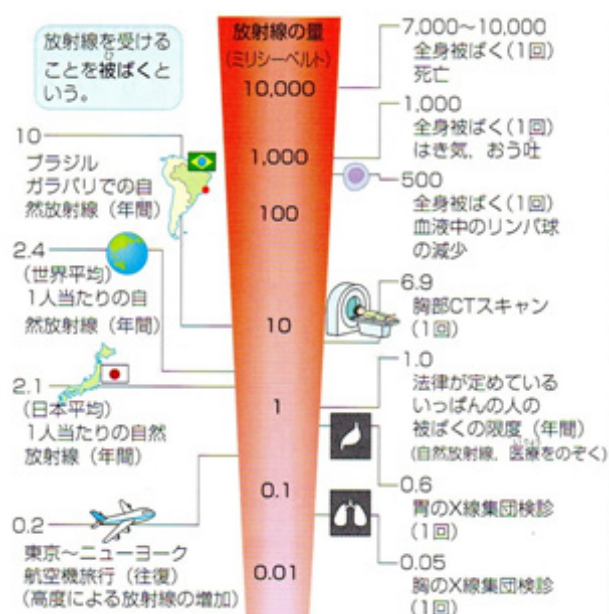 放射線を受ける
ことを被ばくと
いう。
放射線の量
(ミリシーベルト)
10,000
1,000
100
10
1
0.1
0.01
10
ブラジル
ガラパリでの自
然放射線（年間）
2.4
(世界平均)
1人当たりの自
然放射線（年間）
2.1
(日本平均)
1人当たりの自然
放射線（年間）
0.2
東京〜ニューヨーク
航空機旅行（往復）
(高度による放射線の増加)
7,000〜10,000
全身被ばく(1回)
死亡
1,000
全身被ばく(1回)
はき気，おう吐
500
全身被ばく(1回)
血液中のリンパ球
の減少
6.9
胸部CTスキャン
(1回)
1.0
法律が定めている
いっぱんの人の
被ばくの限度（年間）
(自然放射線，医療をのぞく)
0.6
胃のX線集団検診
(1回)
0.05
胸のX線集団検診
(1回)